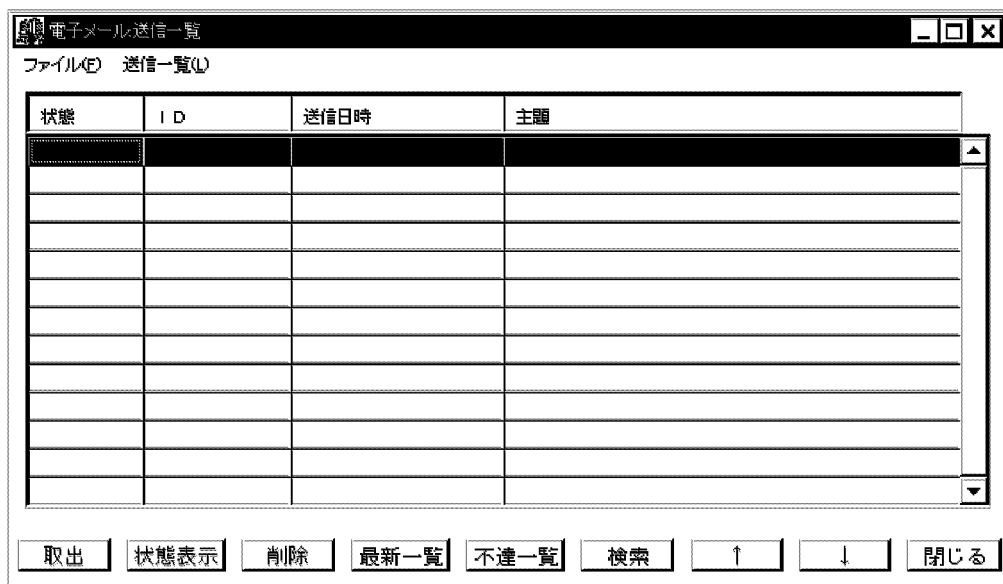 電子メール送信一覧
ファイル(F) 送信一覧(L)
状態 ID 送信日時 主題
取出 状態表示 削除 最新一覧 不達一覧 検索 ↑ ↓ 閉じる